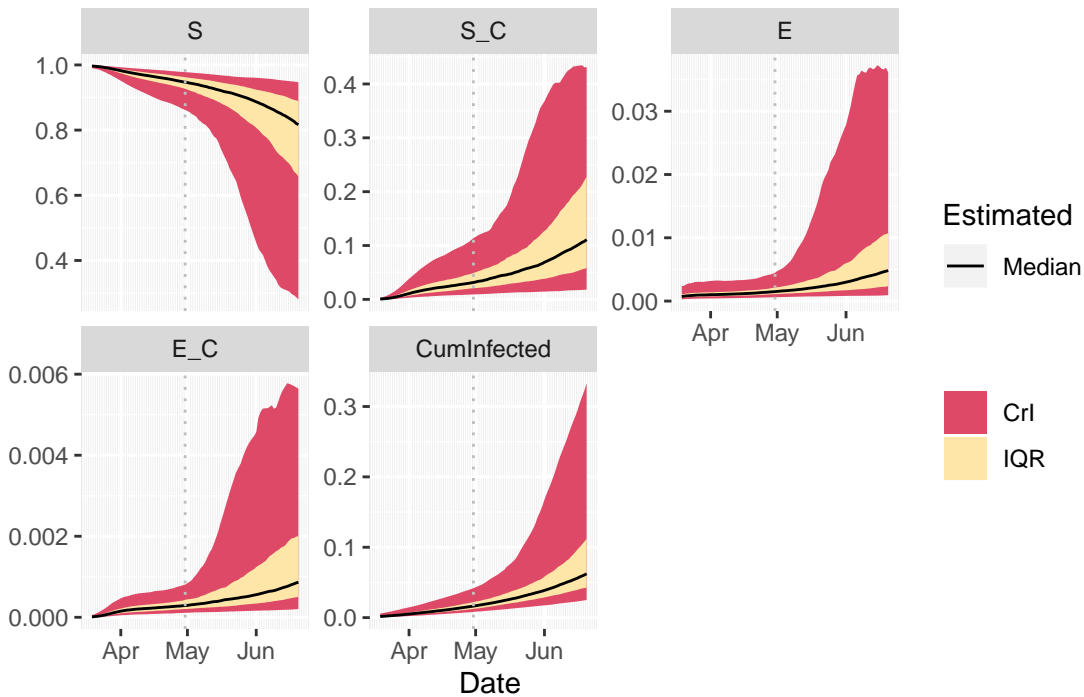 S
S_C
E
1.0
0.8
0.6
0.4
0.4
0.3
0.2
0.1
0.0
0.03
0.02
0.01
0.00
Apr May Jun
Estimated
Median
E_C
CumInfected
0.006
0.004
0.002
0.000
0.3
0.2
0.1
0.0
CrI
IQR
Apr May Jun
Apr May Jun
Date